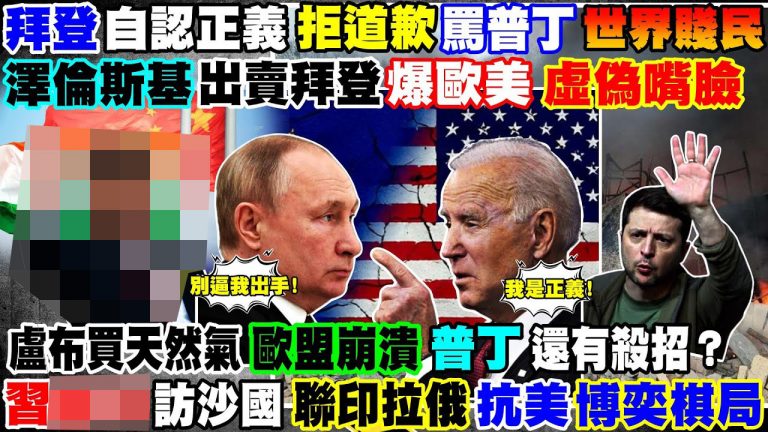 拜登自認正義 拒道歉 罵普丁 世界賤民
澤倫斯基 出賣拜登 爆歐美 虛偽嘴臉
別逼我出手!
我是正義!
盧布買天然氣 歐盟崩潰 普丁 還有殺招？
習 訪沙國 聯印拉俄 抗美 博奕棋局